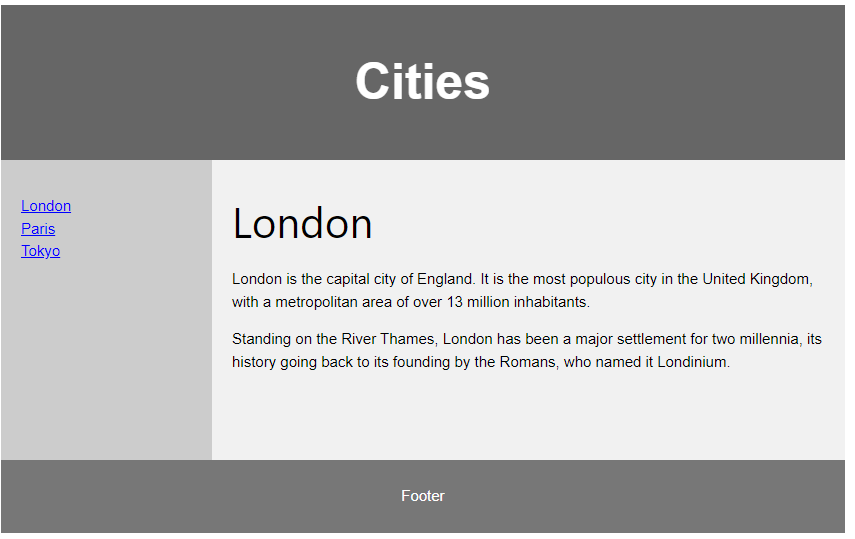 Cities
London
Paris
Tokyo
London
London is the capital city of England. It is the most populous city in the United Kingdom,
with a metropolitan area of over 13 million inhabitants.
Standing on the River Thames, London has been a major settlement for two millennia, its
history going back to its founding by the Romans, who named it Londinium.
Footer